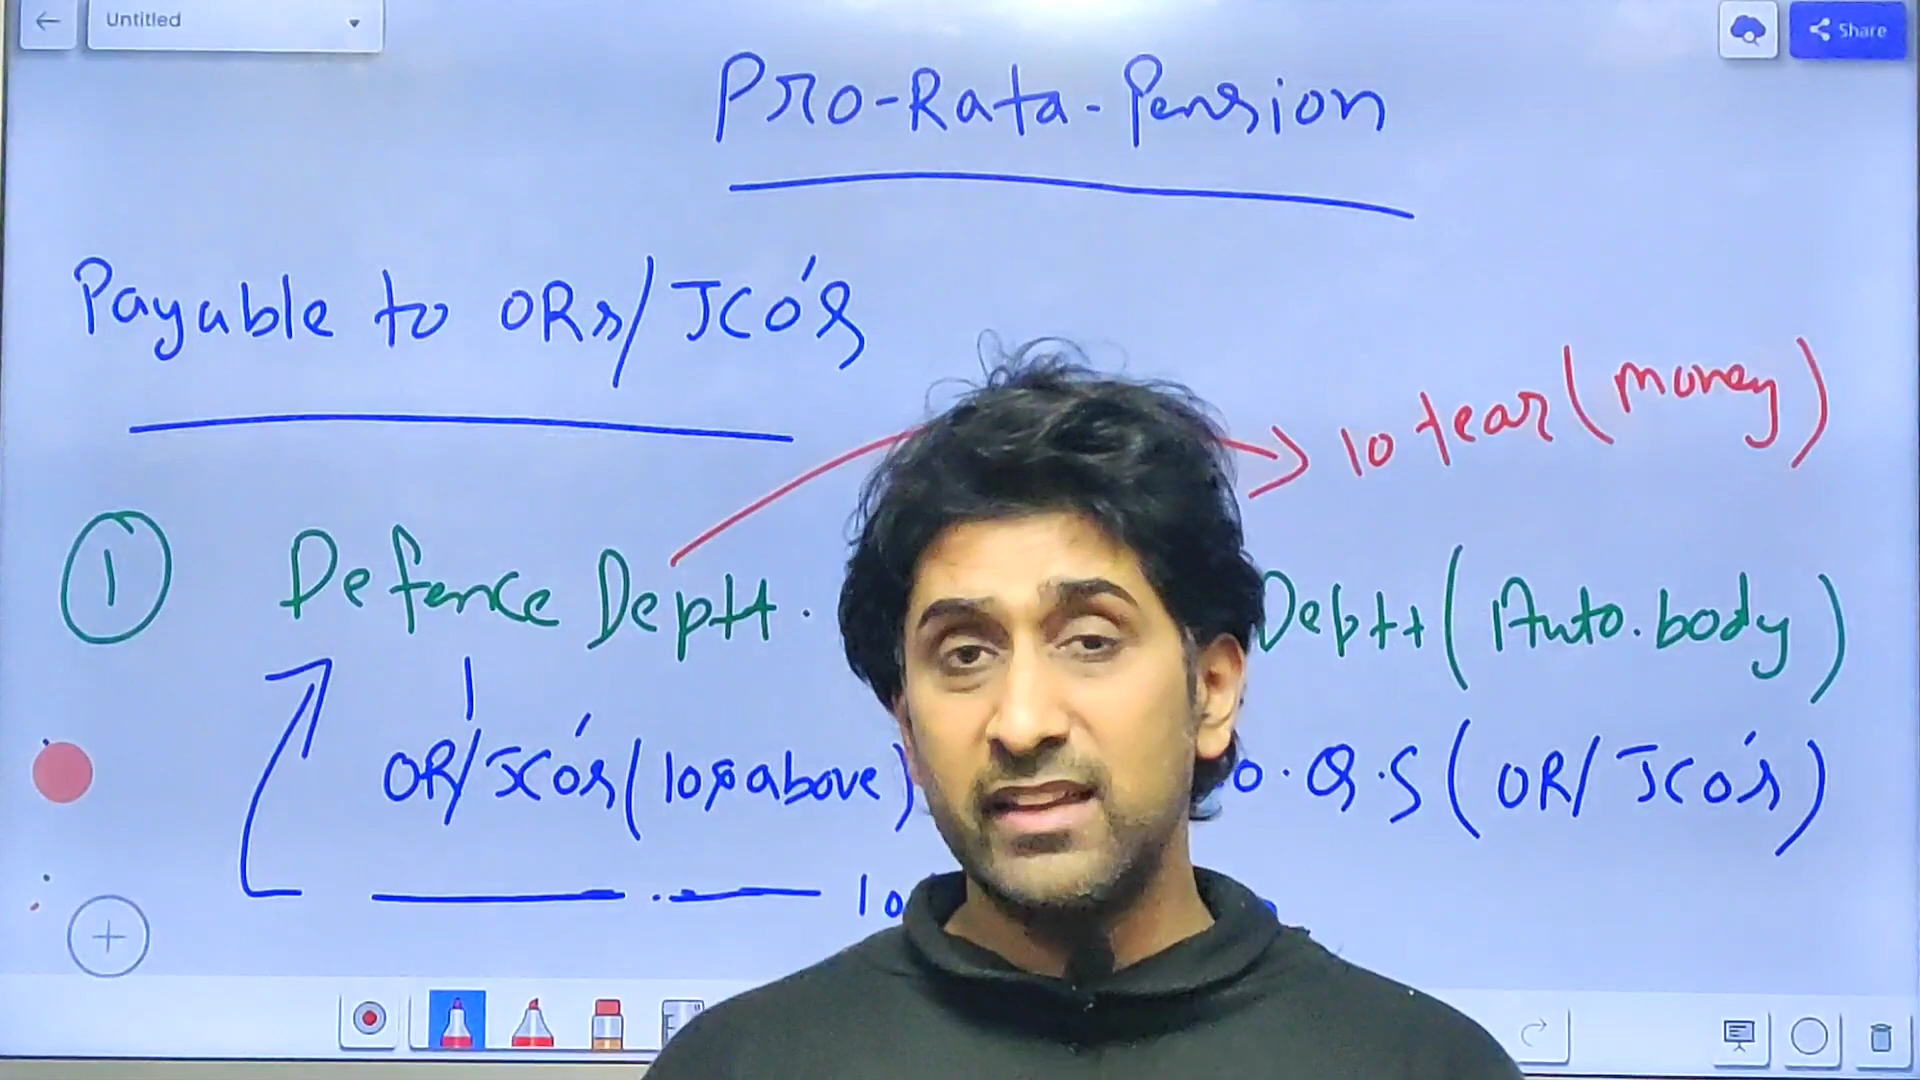 Untitled
Share
Pro-Rata-Pension
Payable to ORs/JCO's
10 Year (Money)
① Defence Deptt. Deptt (Auto. body)
OR/JCO's (10 & above) Q.S (OR/JCO's)
10